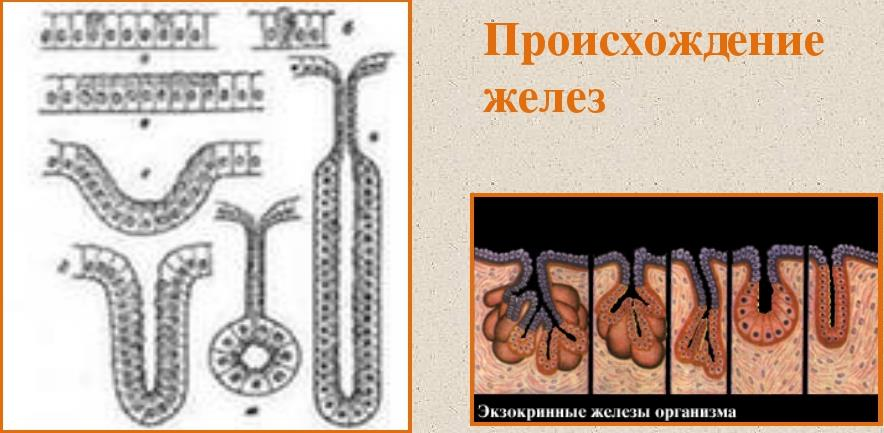 Происхождение
желез
Экзокринные железы организма